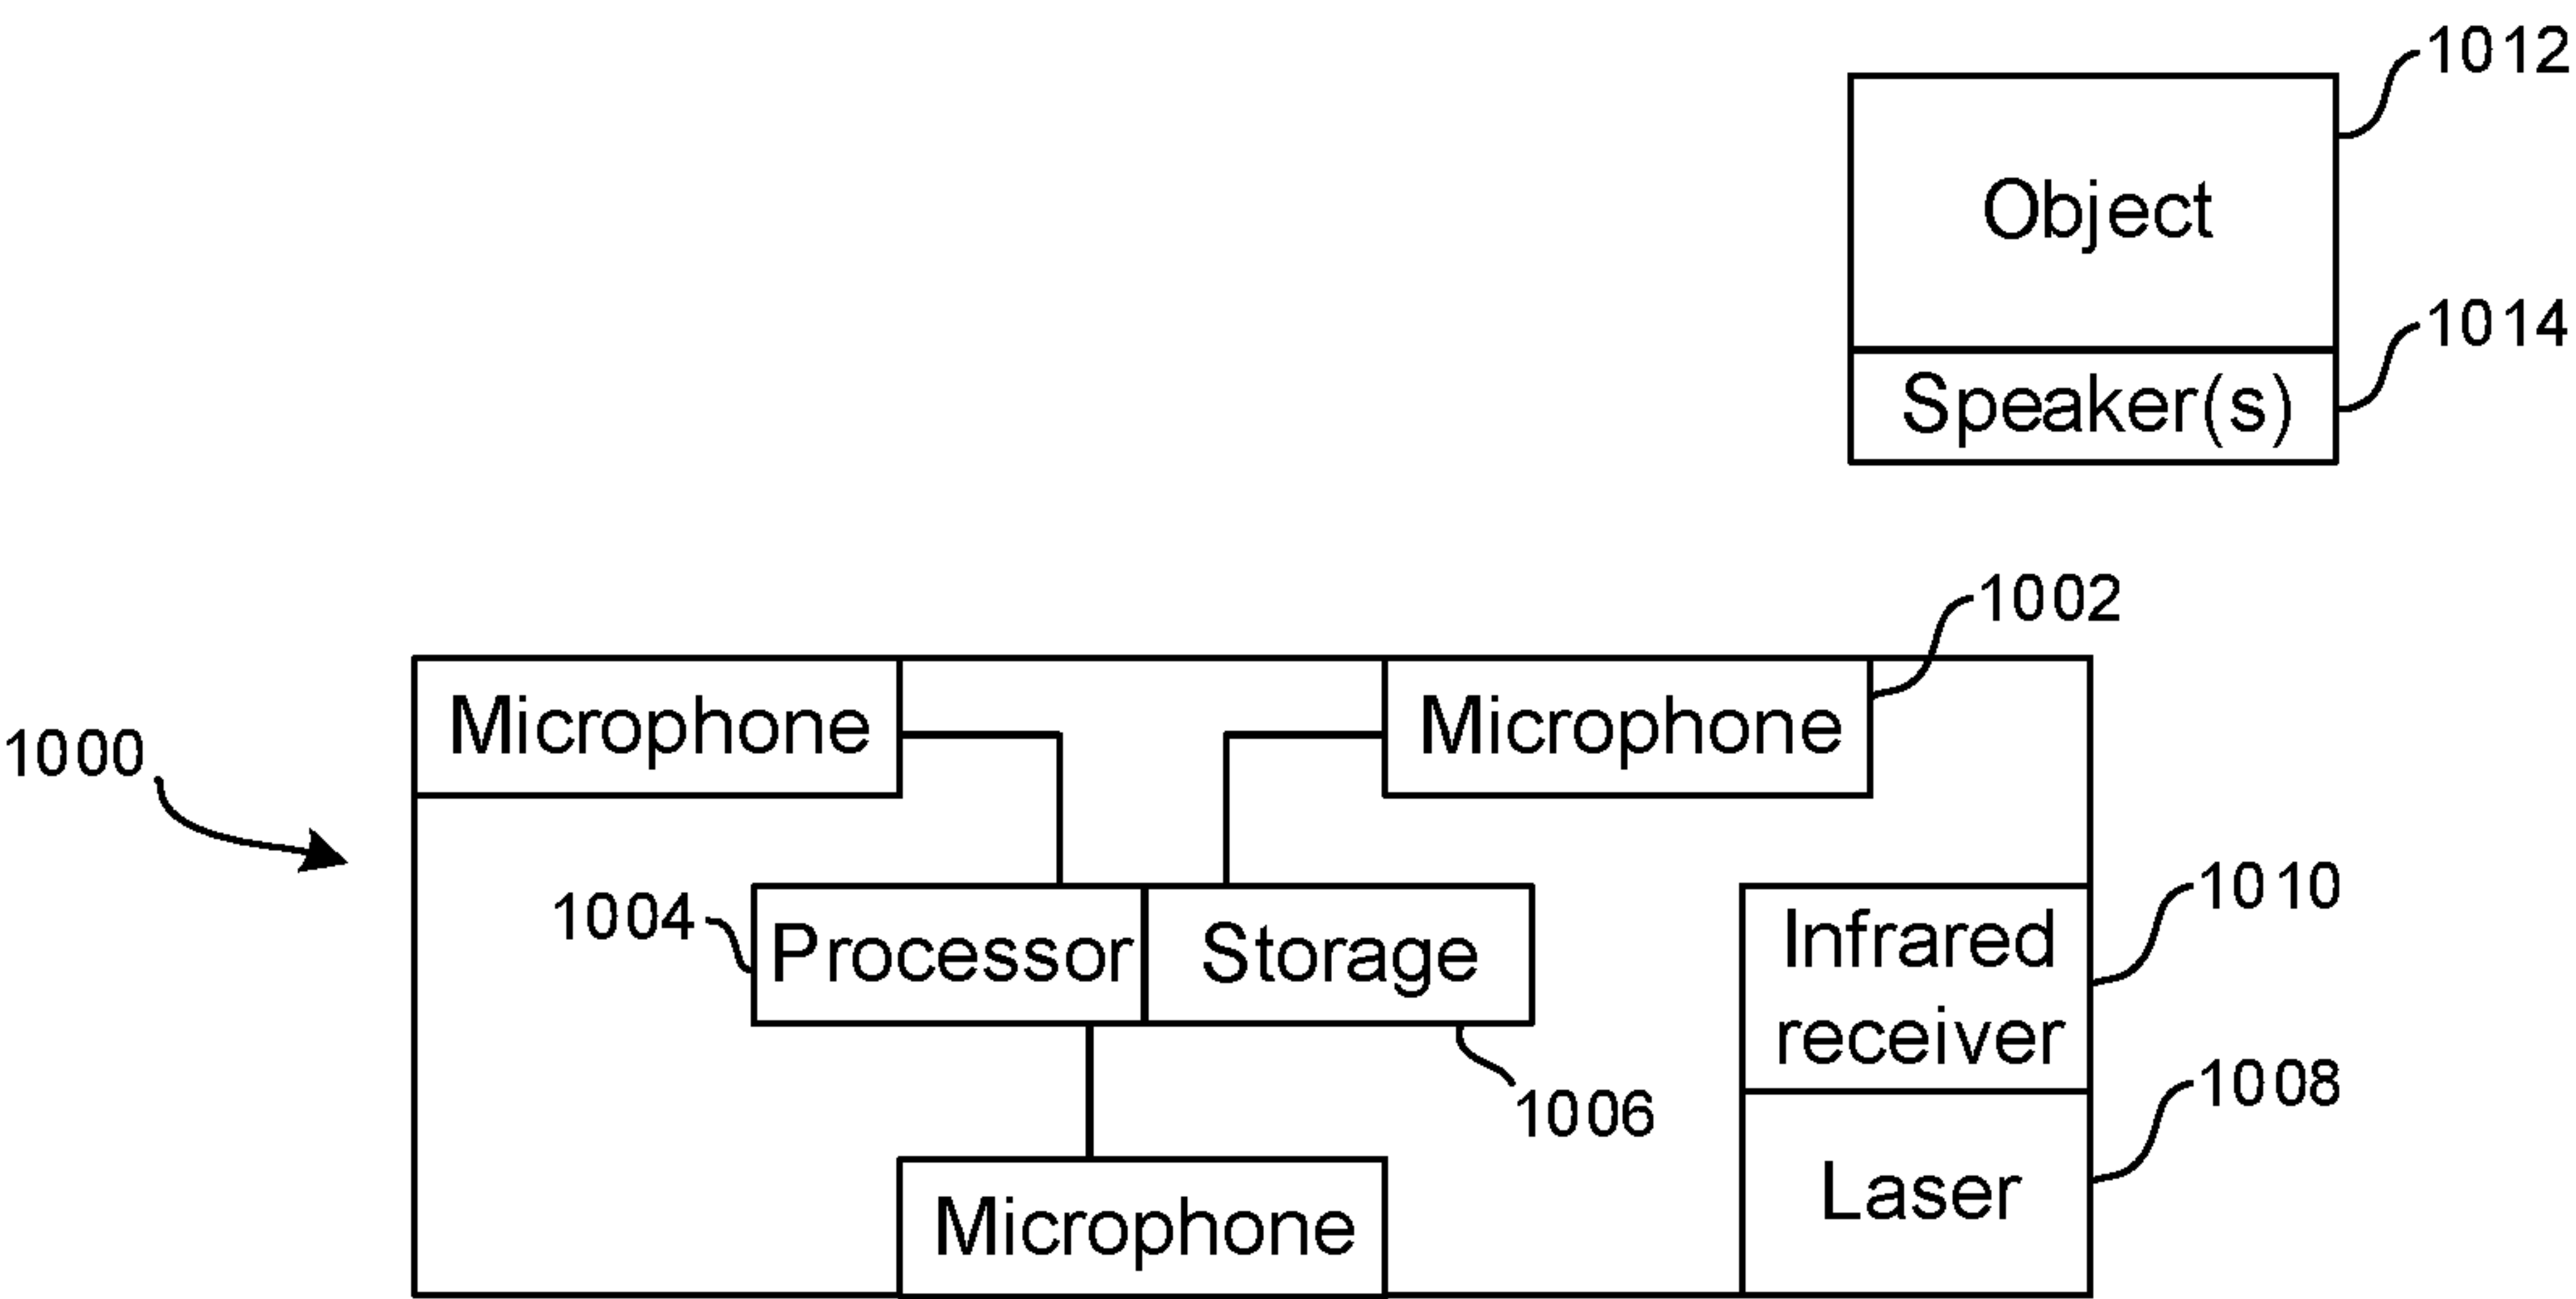 1012
Object
1014
Speaker(s)
1002
Microphone
Microphone
1000
1010
1004
Processor
Storage
Infrared
receiver
1008
1006
Laser
Microphone